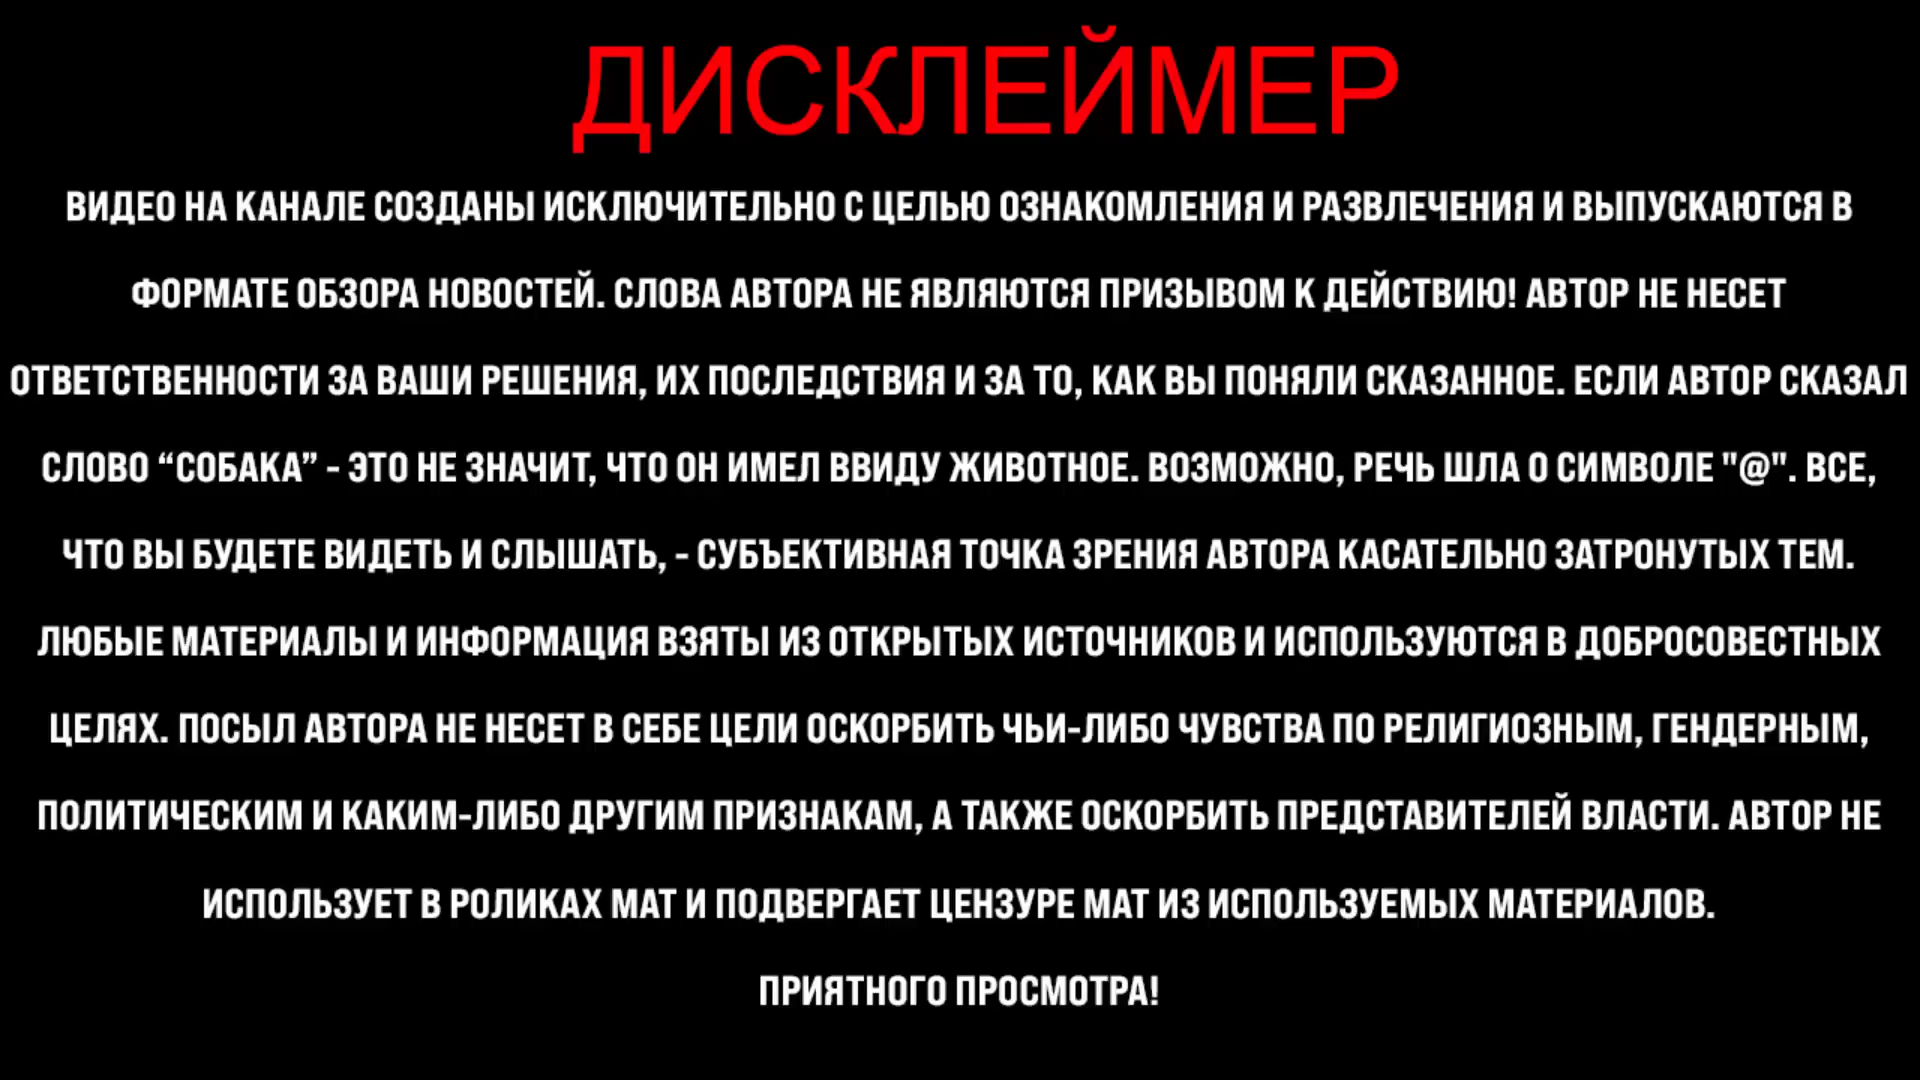 ДИСКЛЕЙМЕР
ВИДЕО НА КАНАЛЕ СОЗДАНЫ ИСКЛЮЧИТЕЛЬНО С ЦЕЛЬЮ ОЗНАКОМЛЕНИЯ И РАЗВЛЕЧЕНИЯ И ВЫПУСКАЮТСЯ В
ФОРМАТЕ ОБЗОРА НОВОСТЕЙ. СЛОВА АВТОРА НЕ ЯВЛЯЮТСЯ ПРИЗЫВОМ К ДЕЙСТВИЮ! АВТОР НЕ НЕСЕТ
ОТВЕТСТВЕННОСТИ ЗА ВАШИ РЕШЕНИЯ, ИХ ПОСЛЕДСТВИЯ И ЗА ТО, КАК ВЫ ПОНЯЛИ СКАЗАННОЕ. ЕСЛИ АВТОР СКАЗАЛ
СЛОВО “СОБАКА” - ЭТО НЕ ЗНАЧИТ, ЧТО ОН ИМЕЛ ВВИДУ ЖИВОТНОЕ. ВОЗМОЖНО, РЕЧЬ ШЛА О СИМВОЛЕ "@". ВСЕ,
ЧТО ВЫ БУДЕТЕ ВИДЕТЬ И СЛЫШАТЬ, - СУБЪЕКТИВНАЯ ТОЧКА ЗРЕНИЯ АВТОРА КАСАТЕЛЬНО ЗАТРОНУТЫХ ТЕМ.
ЛЮБЫЕ МАТЕРИАЛЫ И ИНФОРМАЦИЯ ВЗЯТЫ ИЗ ОТКРЫТЫХ ИСТОЧНИКОВ И ИСПОЛЬЗУЮТСЯ В ДОБРОСОВЕСТНЫХ
ЦЕЛЯХ. ПОСЫЛ АВТОРА НЕ НЕСЕТ В СЕБЕ ЦЕЛИ ОСКОРБИТЬ ЧЬИ-ЛИБО ЧУВСТВА ПО РЕЛИГИОЗНЫМ, ГЕНДЕРНЫМ,
ПОЛИТИЧЕСКИМ И КАКИМ-ЛИБО ДРУГИМ ПРИЗНАКАМ, А ТАКЖЕ ОСКОРБИТЬ ПРЕДСТАВИТЕЛЕЙ ВЛАСТИ. АВТОР НЕ
ИСПОЛЬЗУЕТ В РОЛИКАХ МАТ И ПОДВЕРГАЕТ ЦЕНЗУРЕ МАТ ИЗ ИСПОЛЬЗУЕМЫХ МАТЕРИАЛОВ.
ПРИЯТНОГО ПРОСМОТРА!